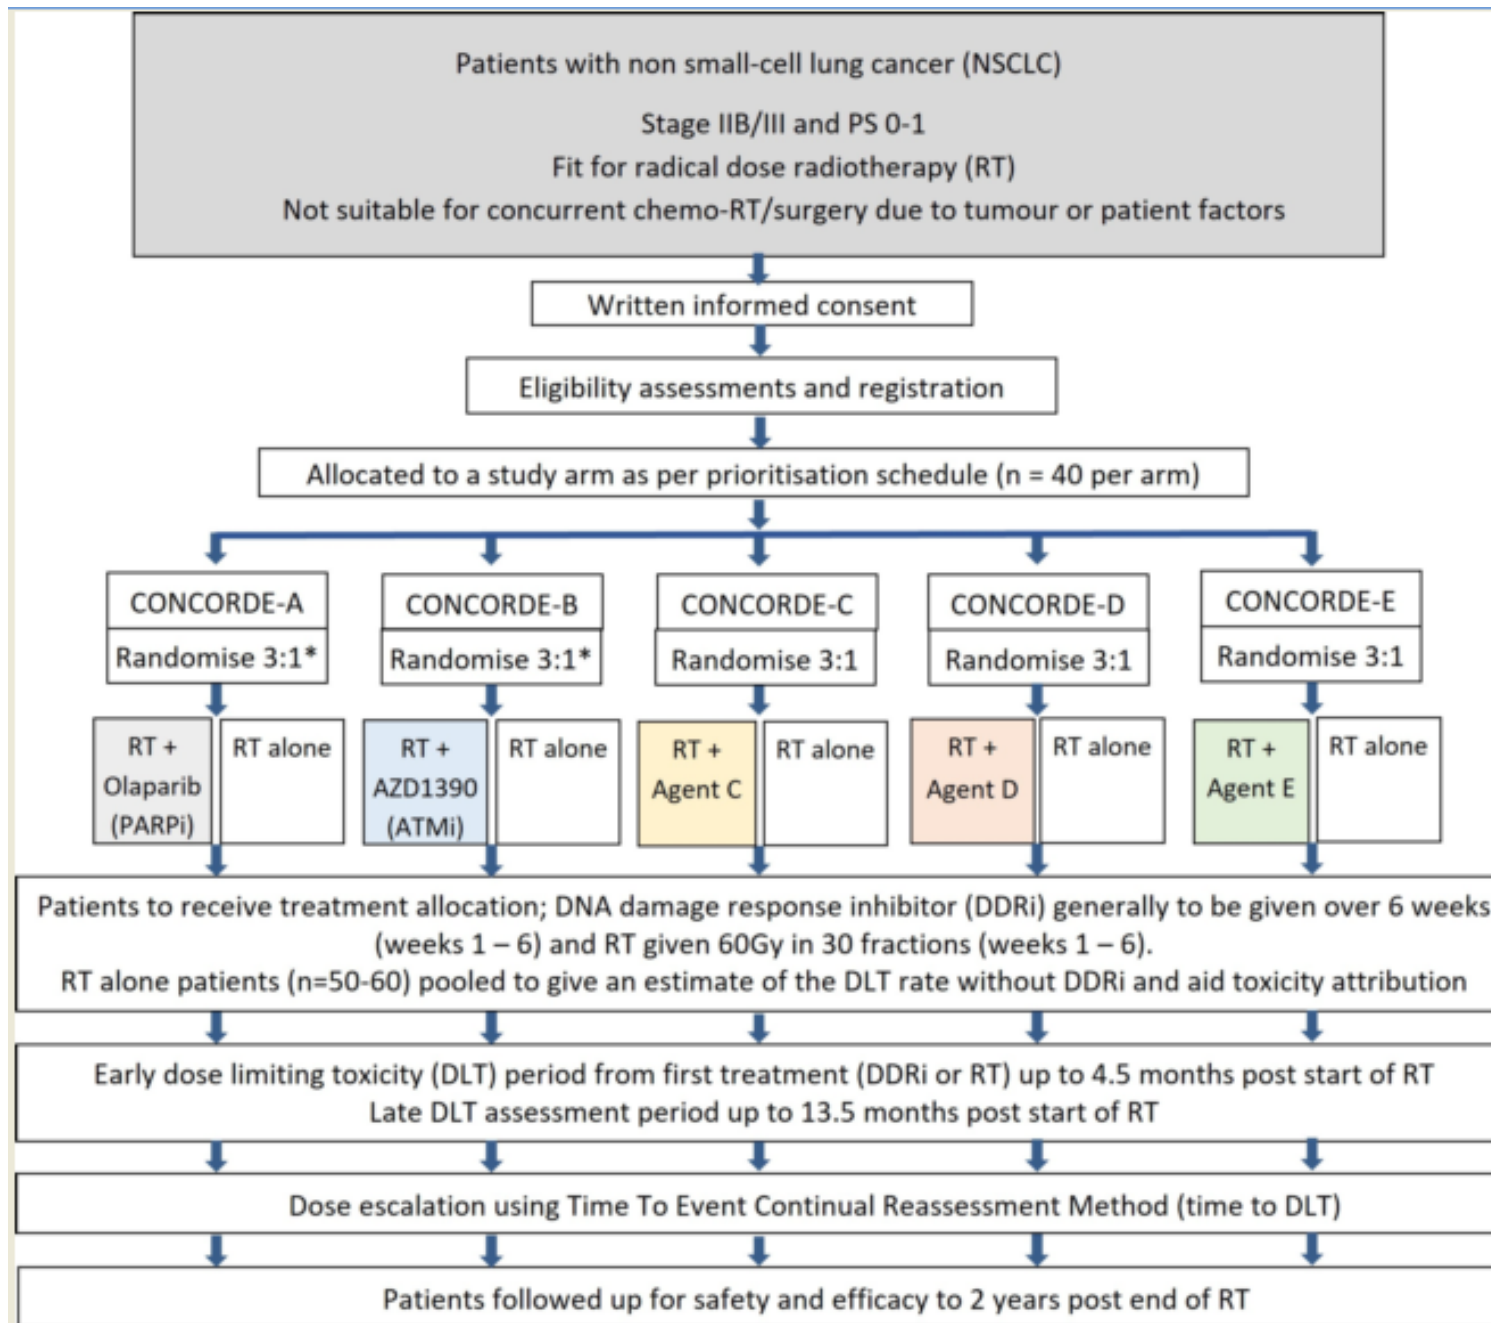 Patients with non small-cell lung cancer (NSCLC)
Stage IIB/III and PS 0-1
Fit for radical dose radiotherapy (RT)
Not suitable for concurrent chemo-RT/surgery due to tumour or patient factors
Written informed consent
Eligibility assessments and registration
Allocated to a study arm as per prioritisation schedule (n = 40 per arm)
CONCORDE-A
Randomise 3:1*
CONCORDE-B
Randomise 3:1*
CONCORDE-C
Randomise 3:1
CONCORDE-D
Randomise 3:1
CONCORDE-E
Randomise 3:1
RT +
Olaparib
(PARPi)
RT alone
RT +
AZD1390
(ATMi)
RT alone
RT +
Agent C
RT alone
RT +
Agent D
RT alone
RT +
Agent E
RT alone
Patients to receive treatment allocation; DNA damage response inhibitor (DDRi) generally to be given over 6 weeks
(weeks 1 – 6) and RT given 60Gy in 30 fractions (weeks 1 – 6).
RT alone patients (n=50-60) pooled to give an estimate of the DLT rate without DDRi and aid toxicity attribution
Early dose limiting toxicity (DLT) period from first treatment (DDRi or RT) up to 4.5 months post start of RT
Late DLT assessment period up to 13.5 months post start of RT
Dose escalation using Time To Event Continual Reassessment Method (time to DLT)
Patients followed up for safety and efficacy to 2 years post end of RT